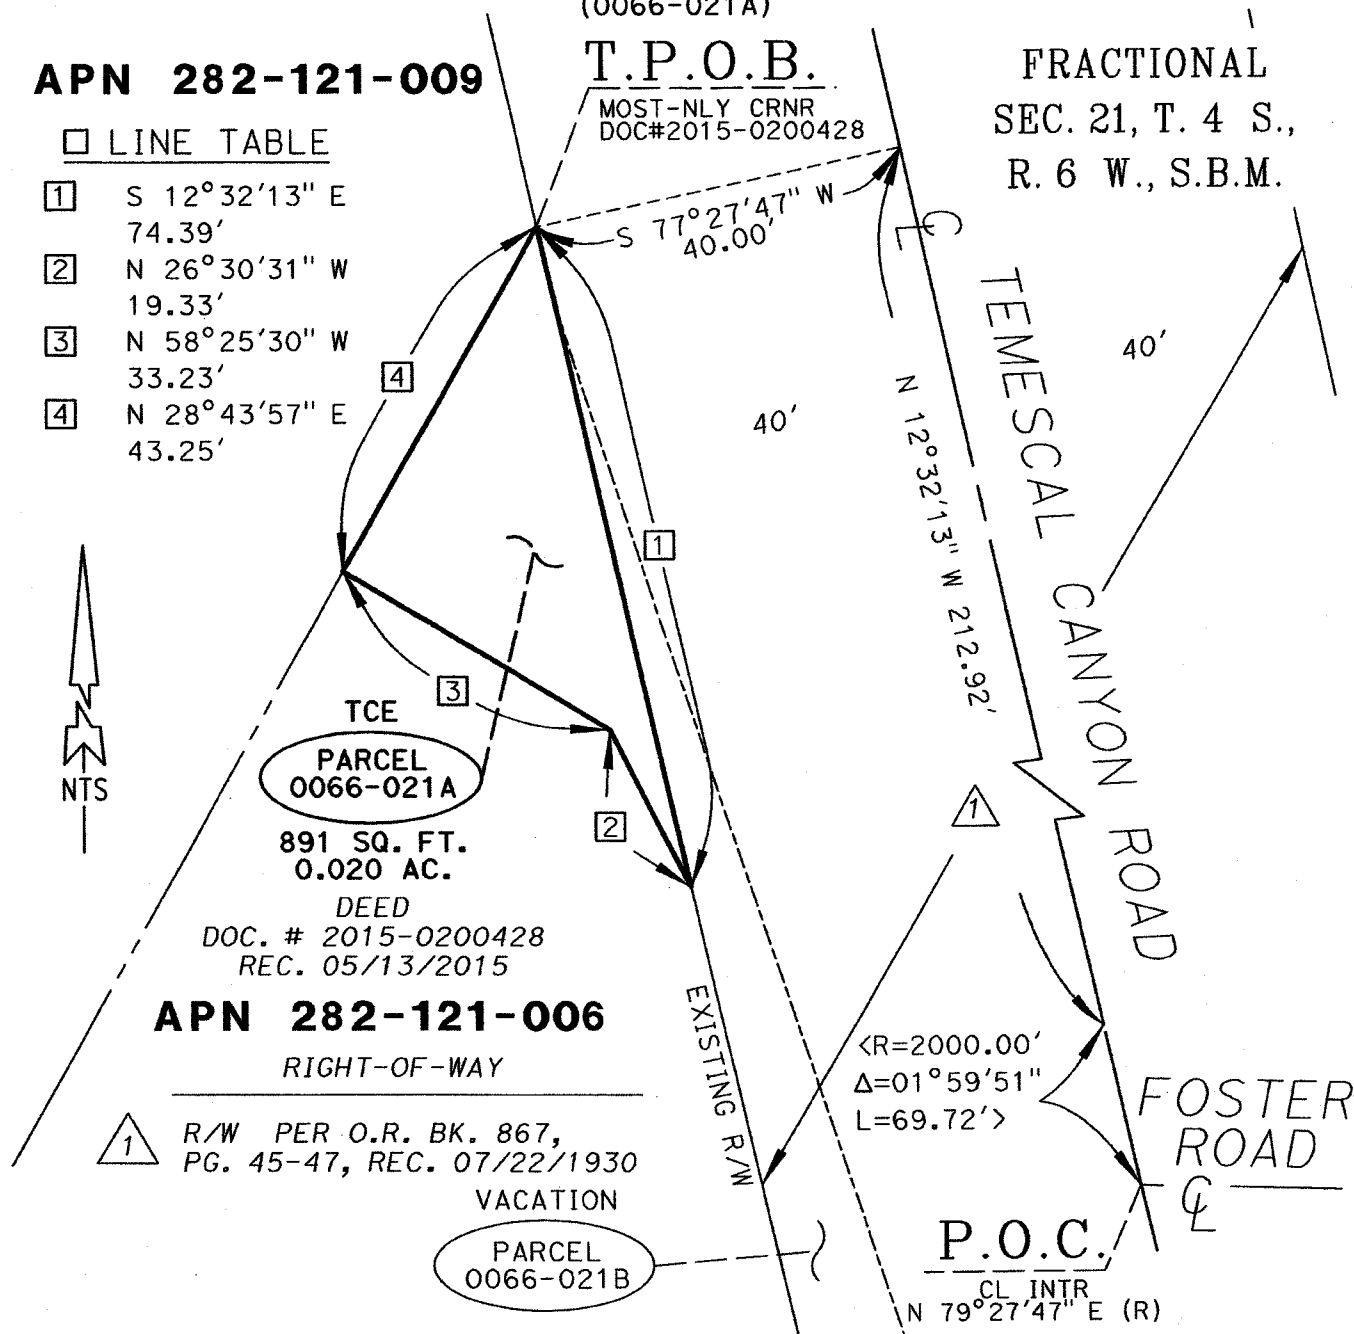 (0066-021A)
T.P.O.B.
MOST-NLY CRNR
DOC#2015-0200428
APN 282-121-009
□ LINE TABLE
1 S 12°32'13" E
74.39'
2 N 26°30'31" W
19.33'
3 N 58°25'30" W
33.23'
4 N 28°43'57" E
43.25'
FRACTIONAL
SEC. 21, T. 4 S.,
R. 6 W., S.B.M.
S 77°27'47" W
40.00'
CL
TEMESCAL CANYON ROAD
40'
40'
N 12°32'13" W 212.92'
4
1
3
2
1
NTS
TCE
PARCEL
0066-021A
891 SQ. FT.
0.020 AC.
DEED
DOC. # 2015-0200428
REC. 05/13/2015
APN 282-121-006
RIGHT-OF-WAY
1 R/W PER O.R. BK. 867,
PG. 45-47, REC. 07/22/1930
VACATION
PARCEL
0066-021B
EXISTING R/W
<R=2000.00'
Δ=01°59'51"
L=69.72'>
FOSTER
ROAD
CL
P.O.C.
CL INTR
N 79°27'47" E (R)